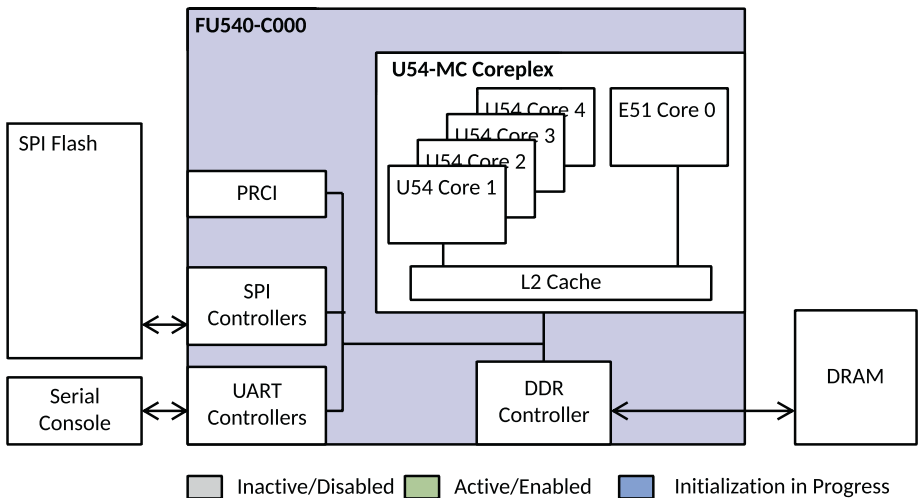 FU540-C000
U54-MC Coreplex
U54 Core 4
E51 Core 0
U54 Core 3
U54 Core 2
U54 Core 1
L2 Cache
SPI Flash
PRCI
SPI
Controllers
UART
Controllers
DDR
Controller
DRAM
Serial
Console
Inactive/Disabled
Active/Enabled
Initialization in Progress